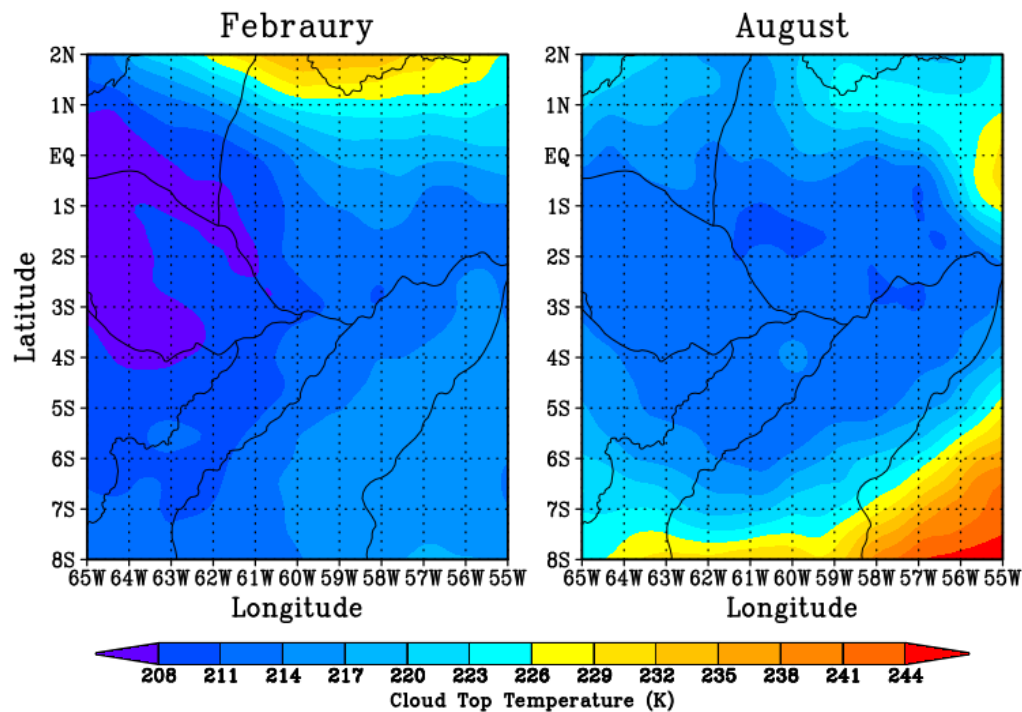 Febraury
August
Latitude
2N
1N
EQ
1S
2S
3S
4S
5S
6S
7S
8S
65W 64W 63W 62W 61W 60W 59W 58W 57W 56W 55W
Longitude
2N
1N
EQ
1S
2S
3S
4S
5S
6S
7S
8S
65W 64W 63W 62W 61W 60W 59W 58W 57W 56W 55W
Longitude
208 211 214 217 220 223 226 229 232 235 238 241 244
Cloud Top Temperature (K)